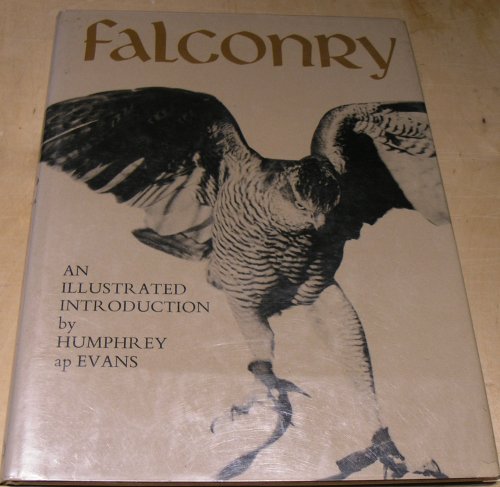 falconry
AN
ILLUSTRATED
INTRODUCTION
by
HUMPHREY
ap EVANS